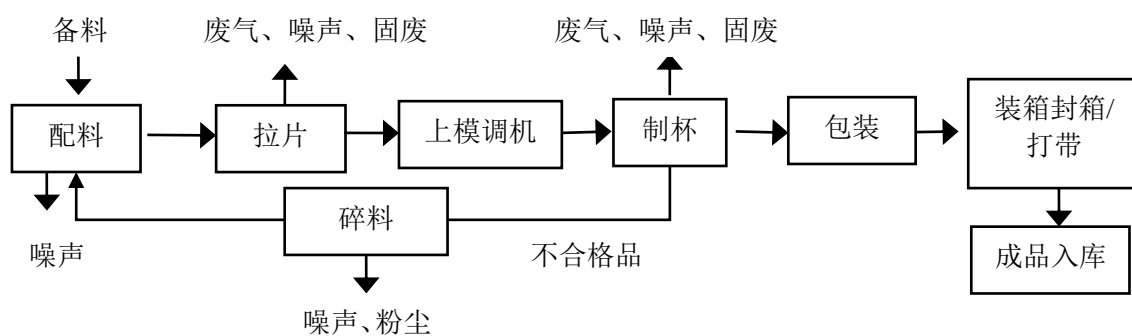 备料
废气、噪声、固废
废气、噪声、固废
配料
拉片
上模调机
制杯
包装
装箱封箱/
打带
碎料
噪声
不合格品
成品入库
噪声、粉尘